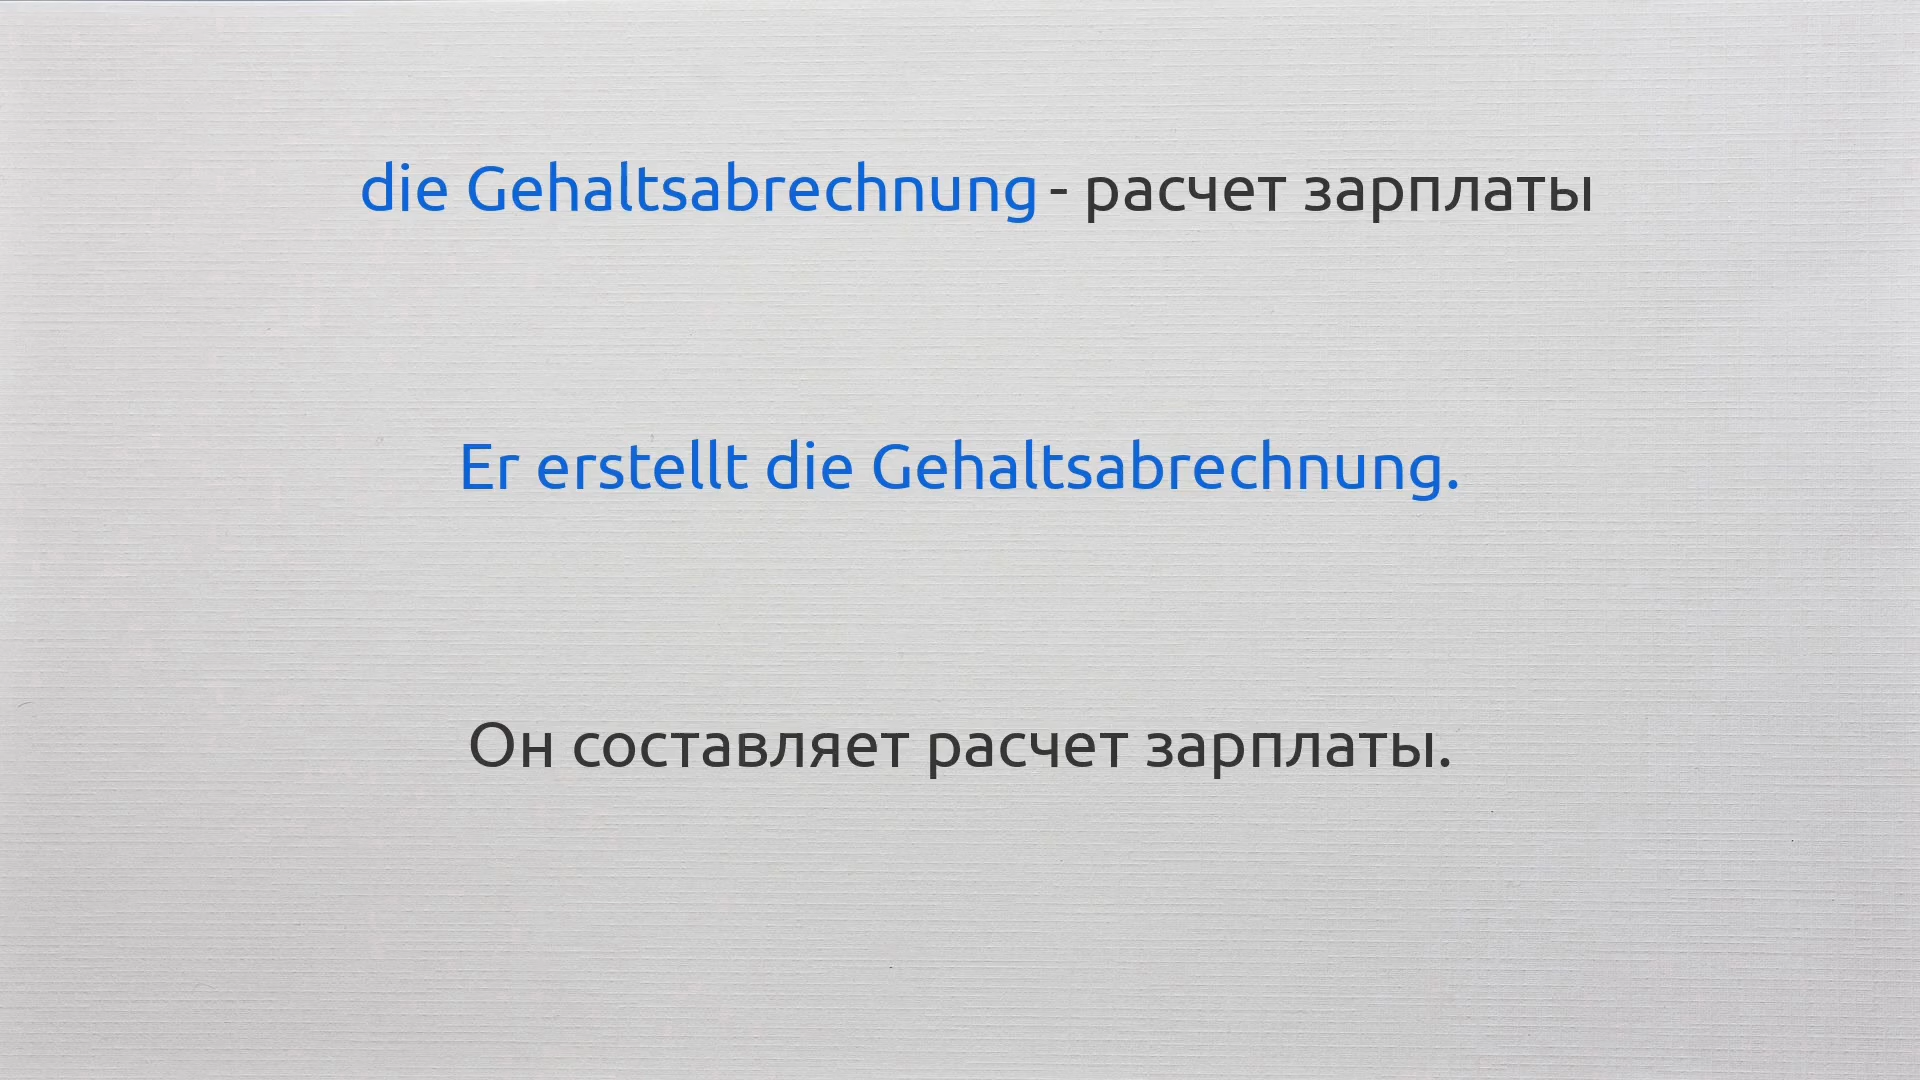 die Gehaltsabrechnung - расчет зарплаты
Er erstellt die Gehaltsabrechnung.
Он составляет расчет зарплаты.